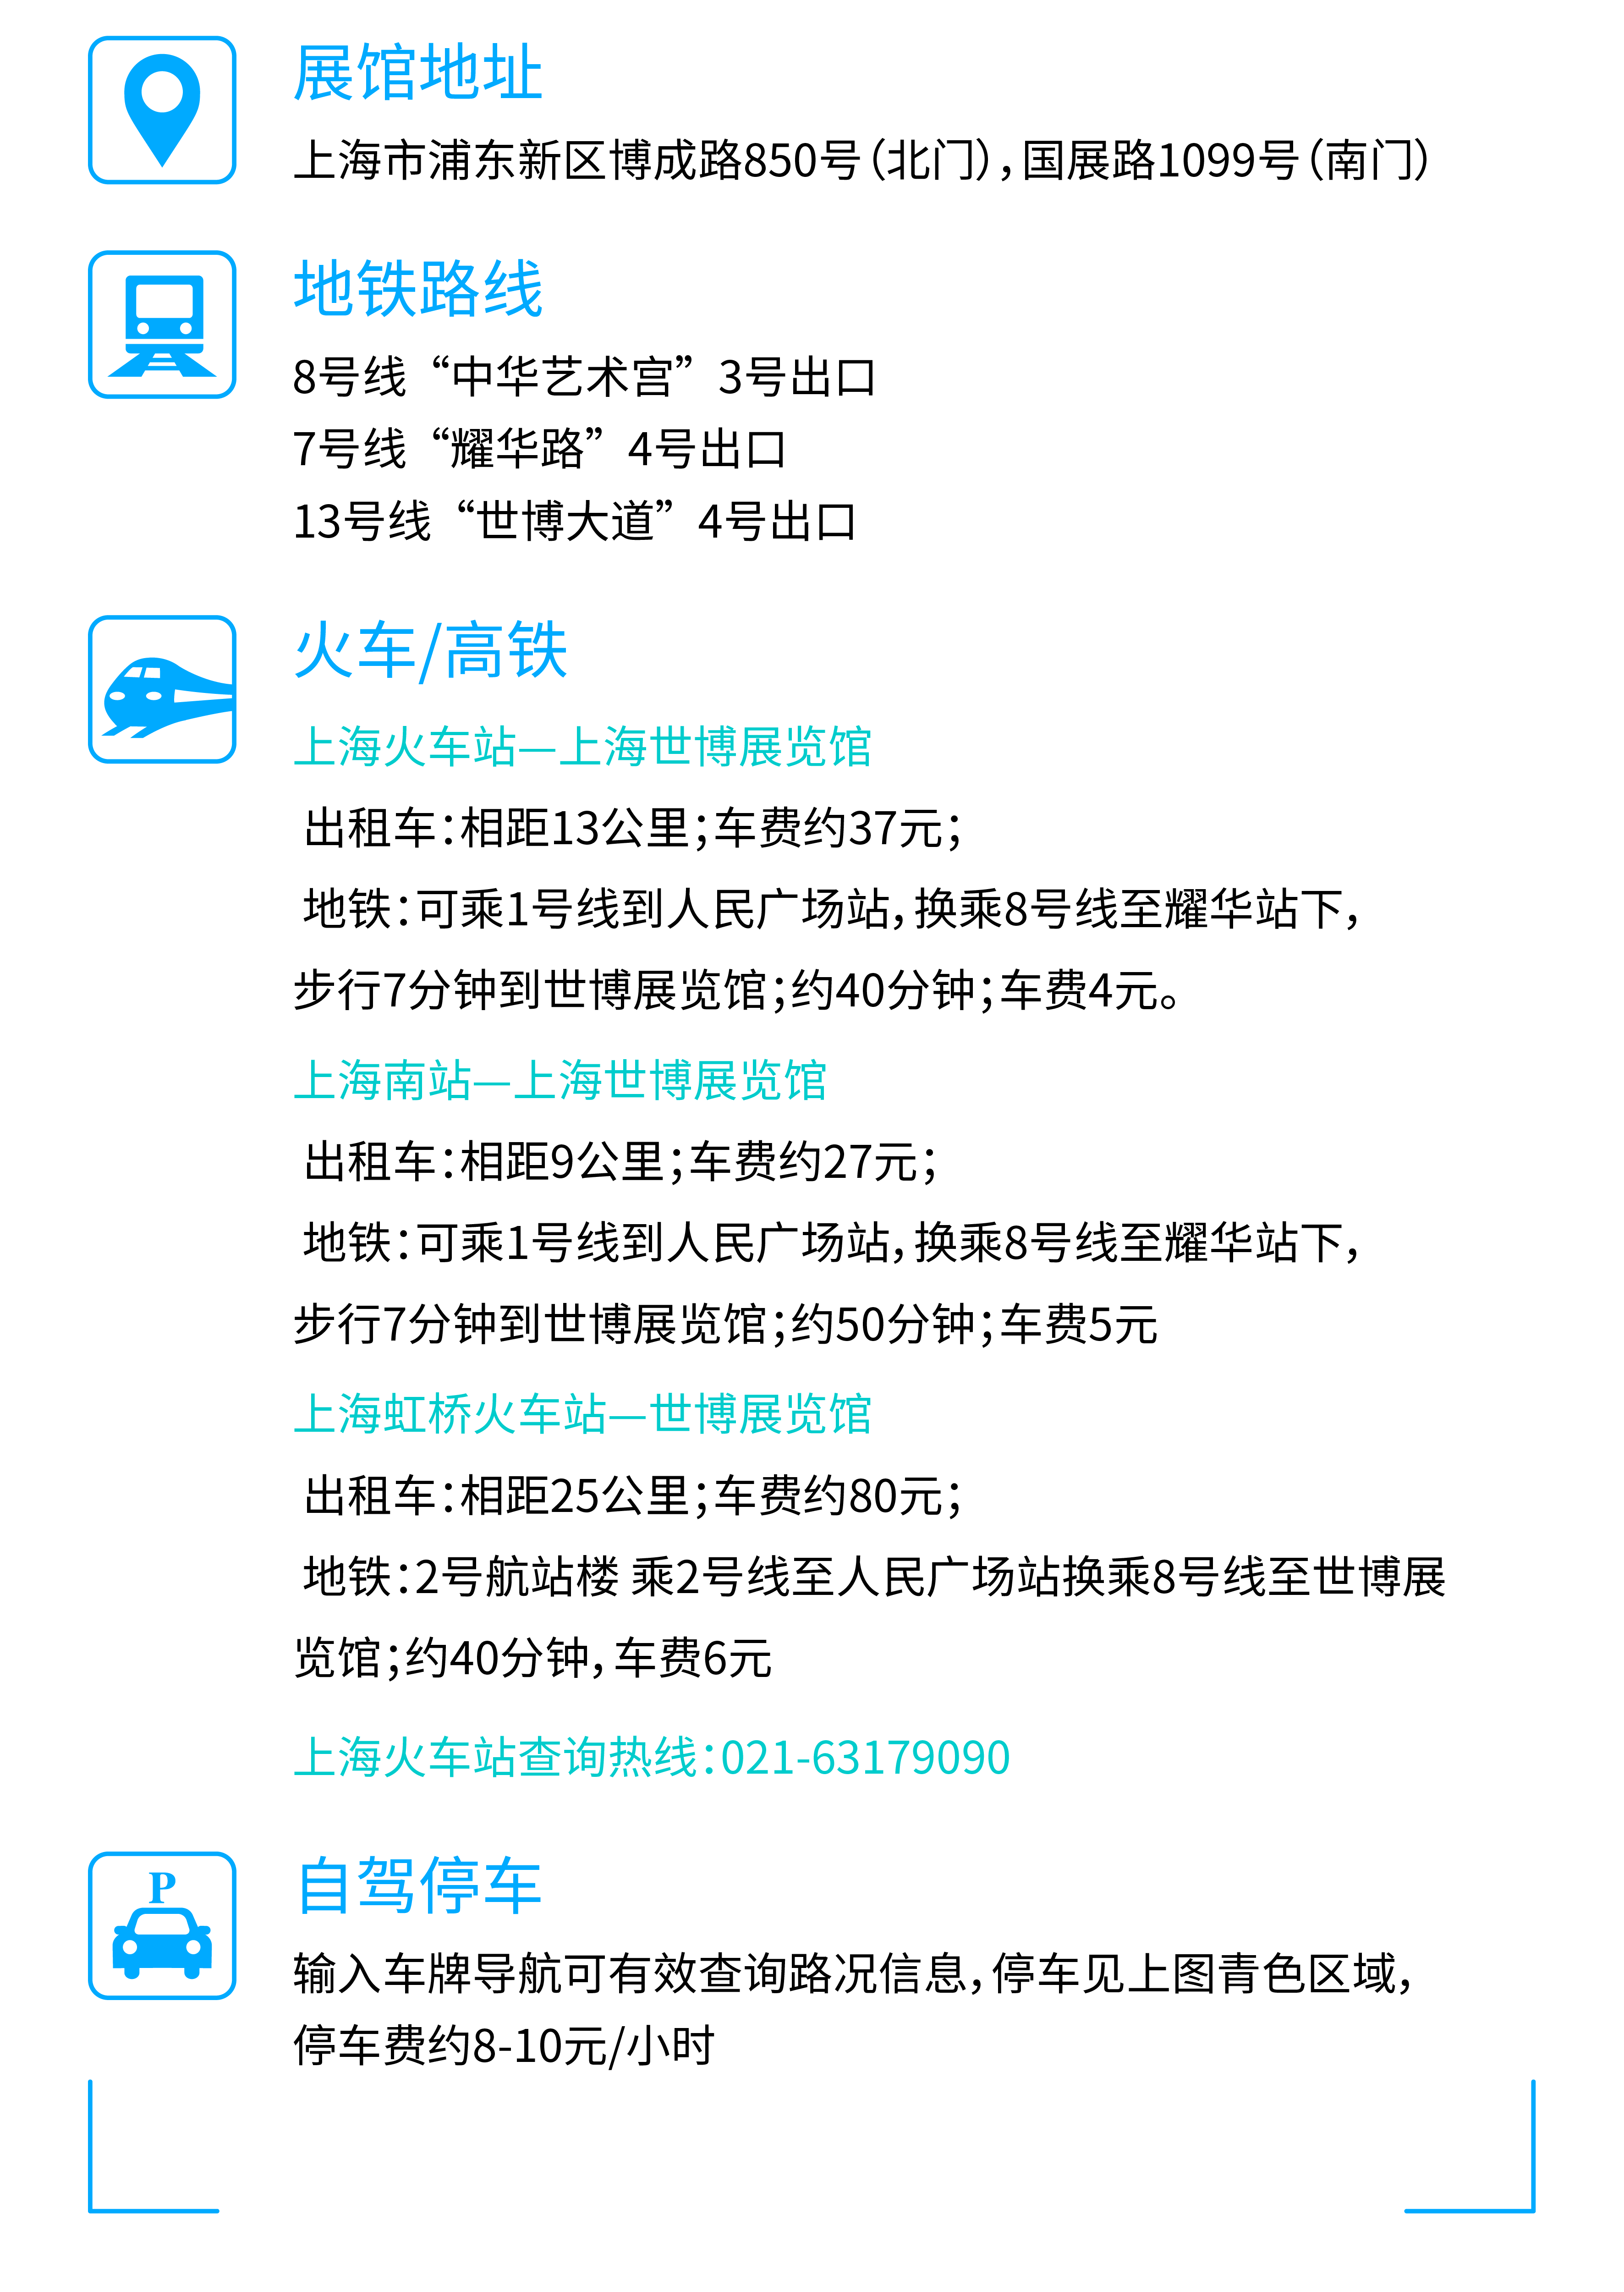 展馆地址
上海市浦东新区博成路850号（北门），国展路1099号（南门）
地铁路线
8号线“中华艺术宫”3号出口
7号线“耀华路”4号出口
13号线“世博大道”4号出口
火车/高铁
上海火车站—上海世博展览馆
出租车：相距13公里；车费约37元；
地铁：可乘1号线到人民广场站，换乘8号线至耀华站下，
步行7分钟到世博展览馆；约40分钟；车费4元。
上海南站—上海世博展览馆
出租车：相距9公里；车费约27元；
地铁：可乘1号线到人民广场站，换乘8号线至耀华站下，
步行7分钟到世博展览馆；约50分钟；车费5元
上海虹桥火车站—世博展览馆
出租车：相距25公里；车费约80元；
地铁：2号航站楼 乘2号线至人民广场站换乘8号线至世博展
览馆；约40分钟，车费6元
上海火车站查询热线：021-63179090
P
自驾停车
输入车牌导航可有效查询路况信息，停车见上图青色区域，
停车费约8-10元/小时